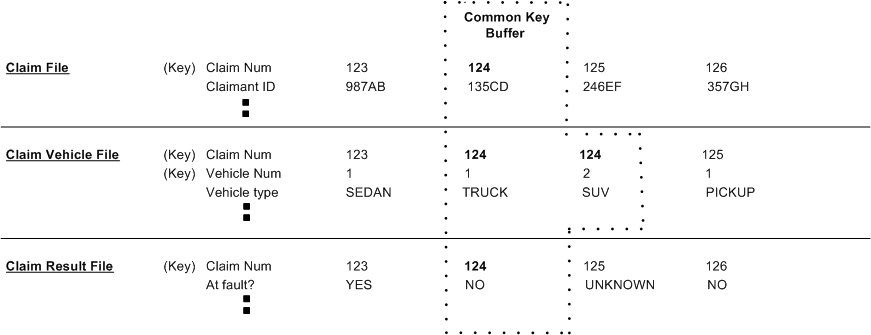 Common Key
Buffer
Claim File (Key) Claim Num 123 124 125 126
Claimant ID 987AB 135CD 246EF 357GH
Claim Vehicle File (Key) Claim Num 123 124 124 125
(Key) Vehicle Num 1 1 2 1
Vehicle type SEDAN TRUCK SUV PICKUP
Claim Result File (Key) Claim Num 123 124 125 126
At fault? YES NO UNKNOWN NO